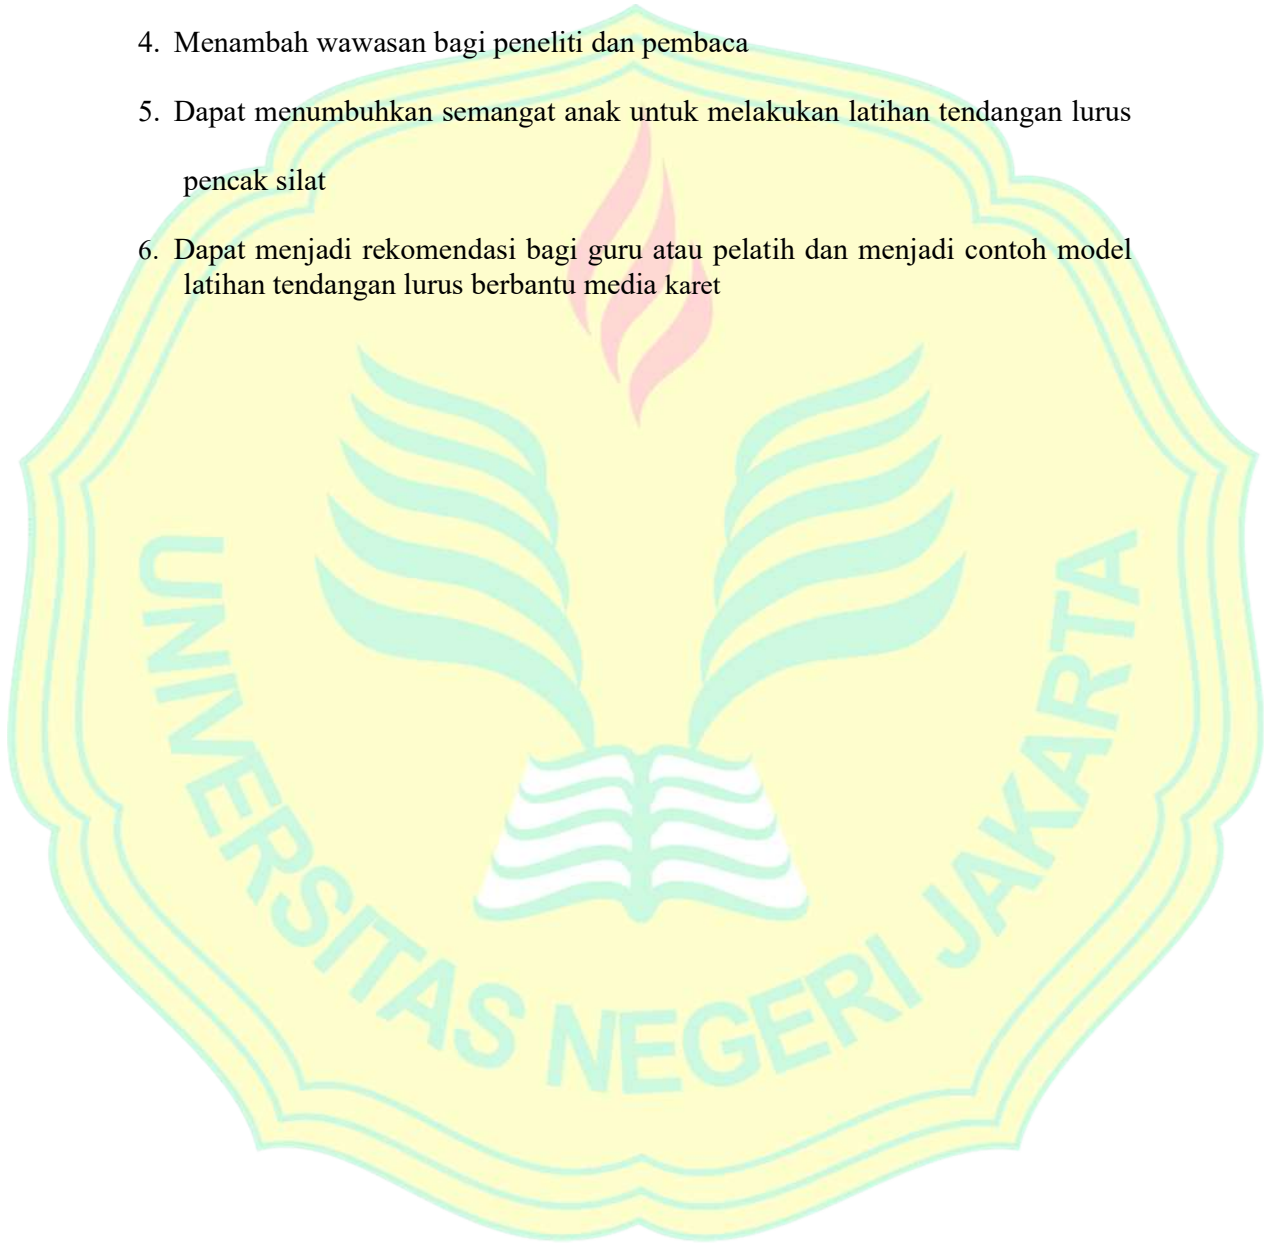 4. Menambah wawasan bagi peneliti dan pembaca
5. Dapat menumbuhkan semangat anak untuk melakukan latihan tendangan lurus
pencak silat
6. Dapat menjadi rekomendasi bagi guru atau pelatih dan menjadi contoh model
latihan tendangan lurus berbantu media karet
UNIVERSITAS NEGERI JAKARTA